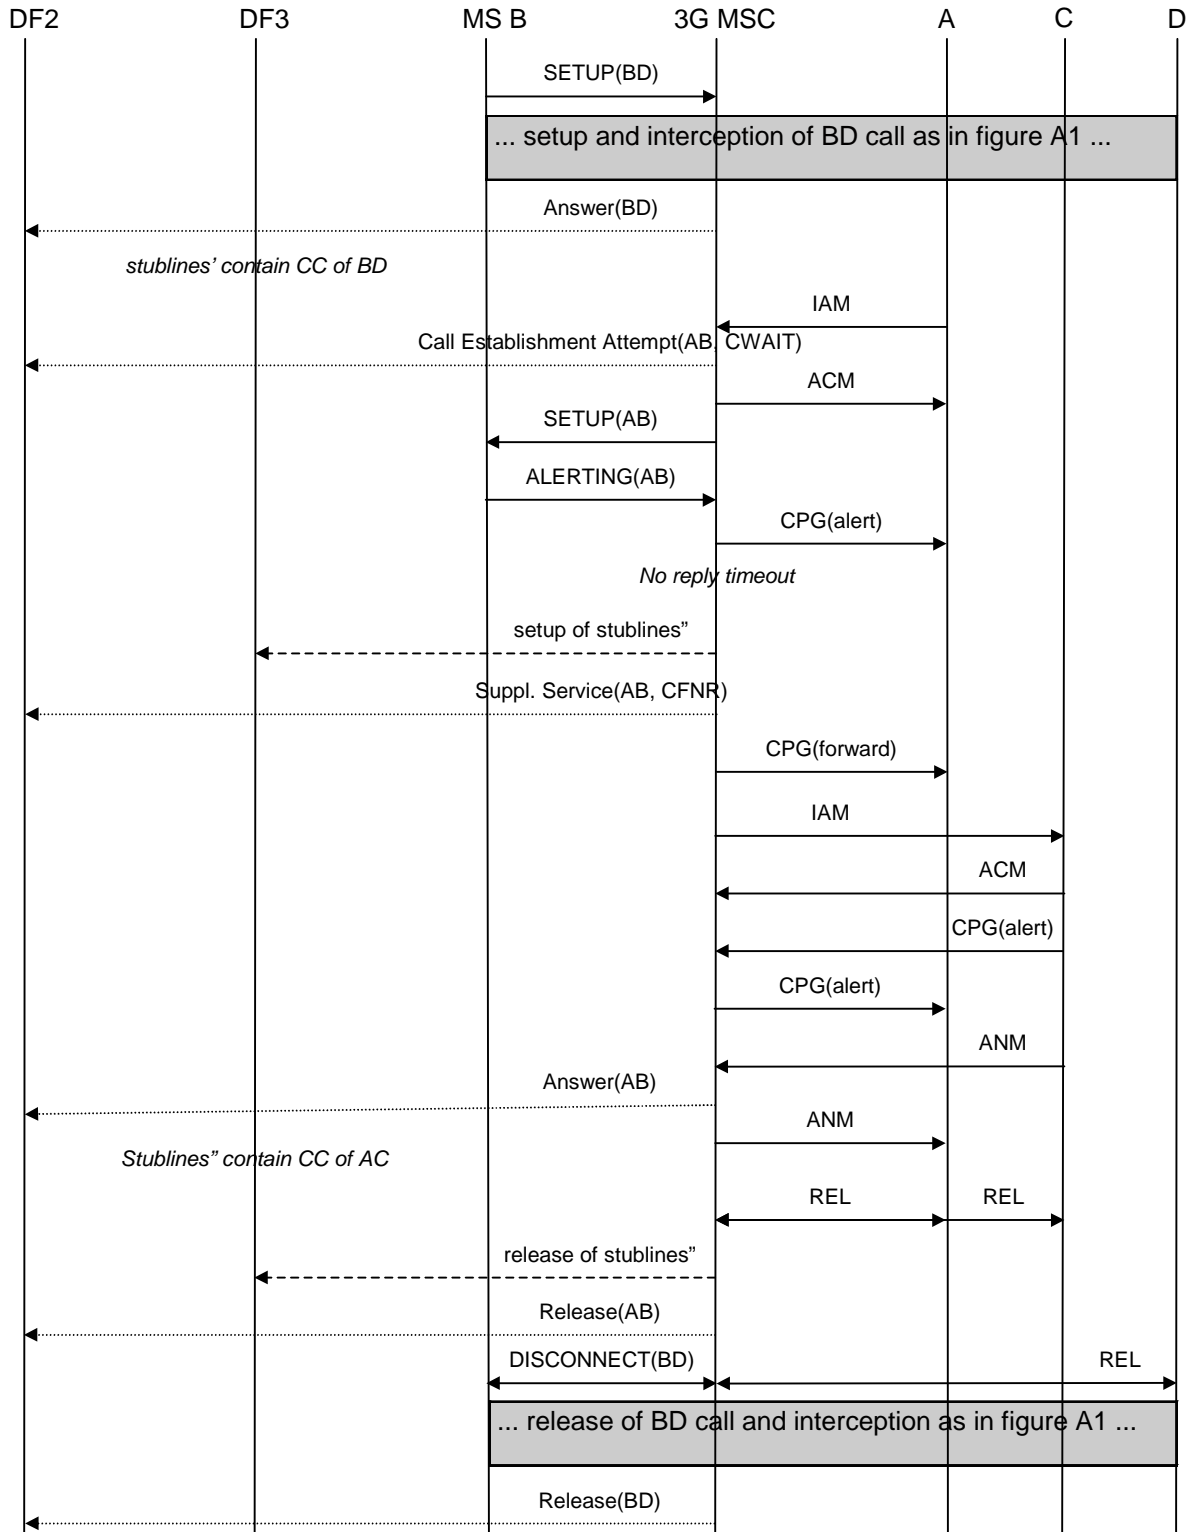 DF2 DF3 MS B 3G MSC A C D
SETUP(BD)
... setup and interception of BD call as in figure A1 ...
Answer(BD)
stublines’ contain CC of BD
IAM
Call Establishment Attempt(AB, CWAIT)
ACM
SETUP(AB)
ALERTING(AB)
CPG(alert)
No reply timeout
setup of stublines”
Suppl. Service(AB, CFNR)
CPG(forward)
IAM
ACM
CPG(alert)
CPG(alert)
ANM
Answer(AB)
ANM
Stublines” contain CC of AC
REL REL
release of stublines”
Release(AB)
DISCONNECT(BD) REL
... release of BD call and interception as in figure A1 ...
Release(BD)